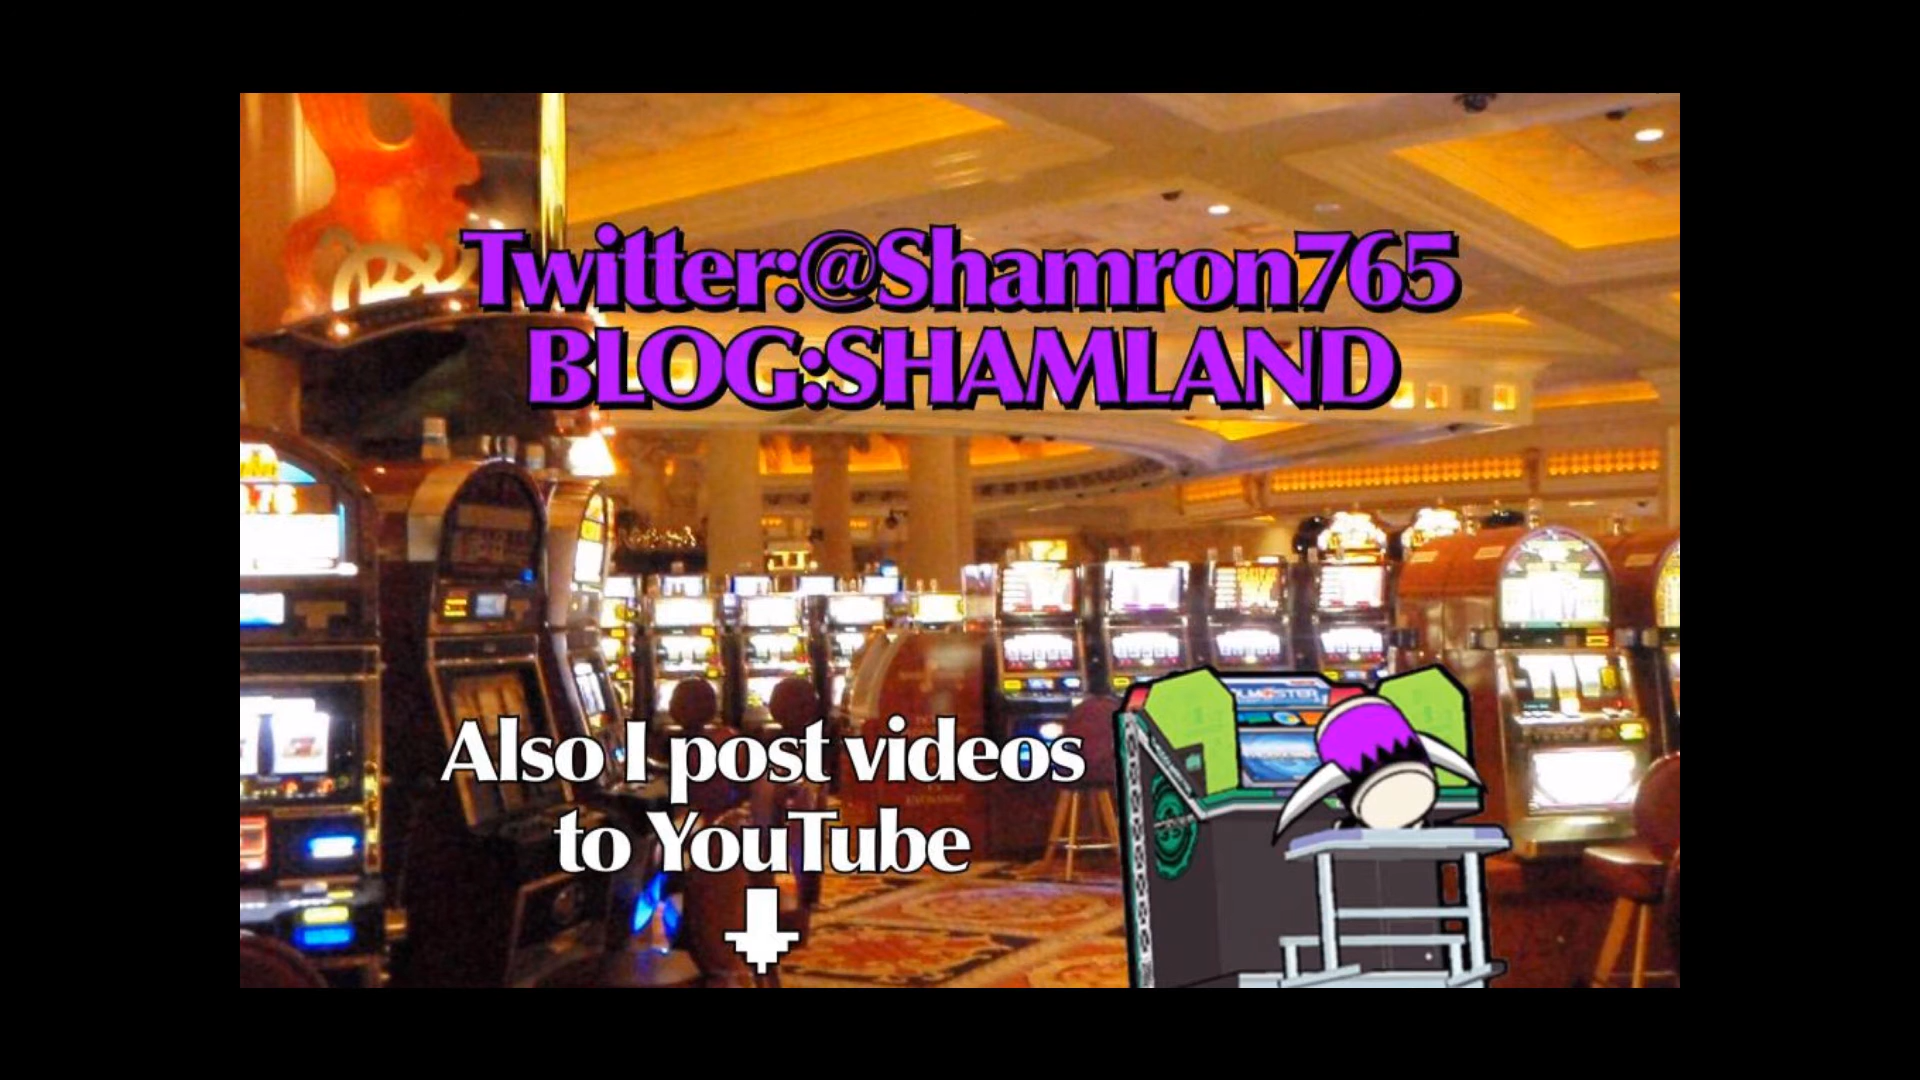 Twitter:@Shamron765
BLOG:SHAMLAND
Also I post videos
to YouTube